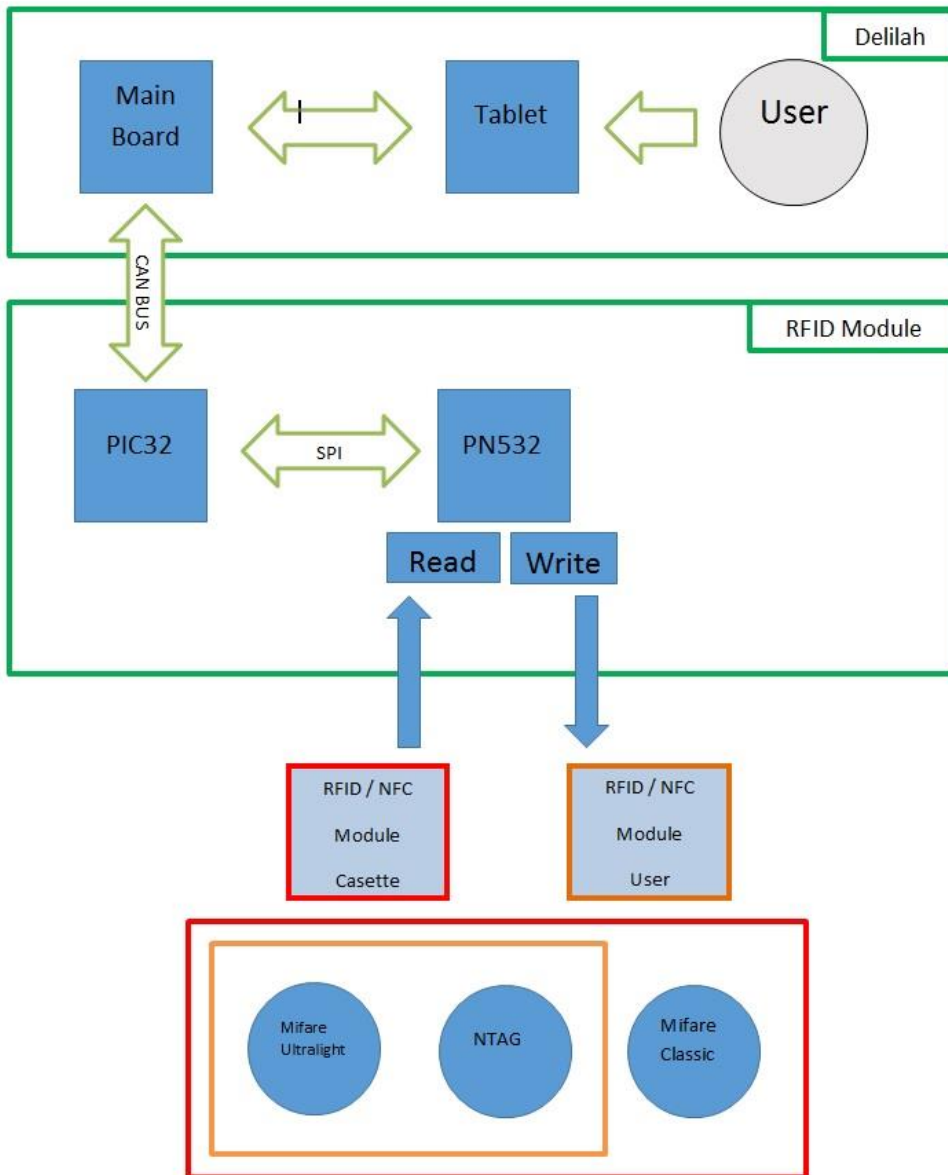 Delilah
Main
Board
Tablet
User
CAN BUS
RFID Module
PIC32
SPI
PN532
Read
Write
RFID / NFC
Module
Casette
RFID / NFC
Module
User
Mifare
Ultralight
NTAG
Mifare
Classic